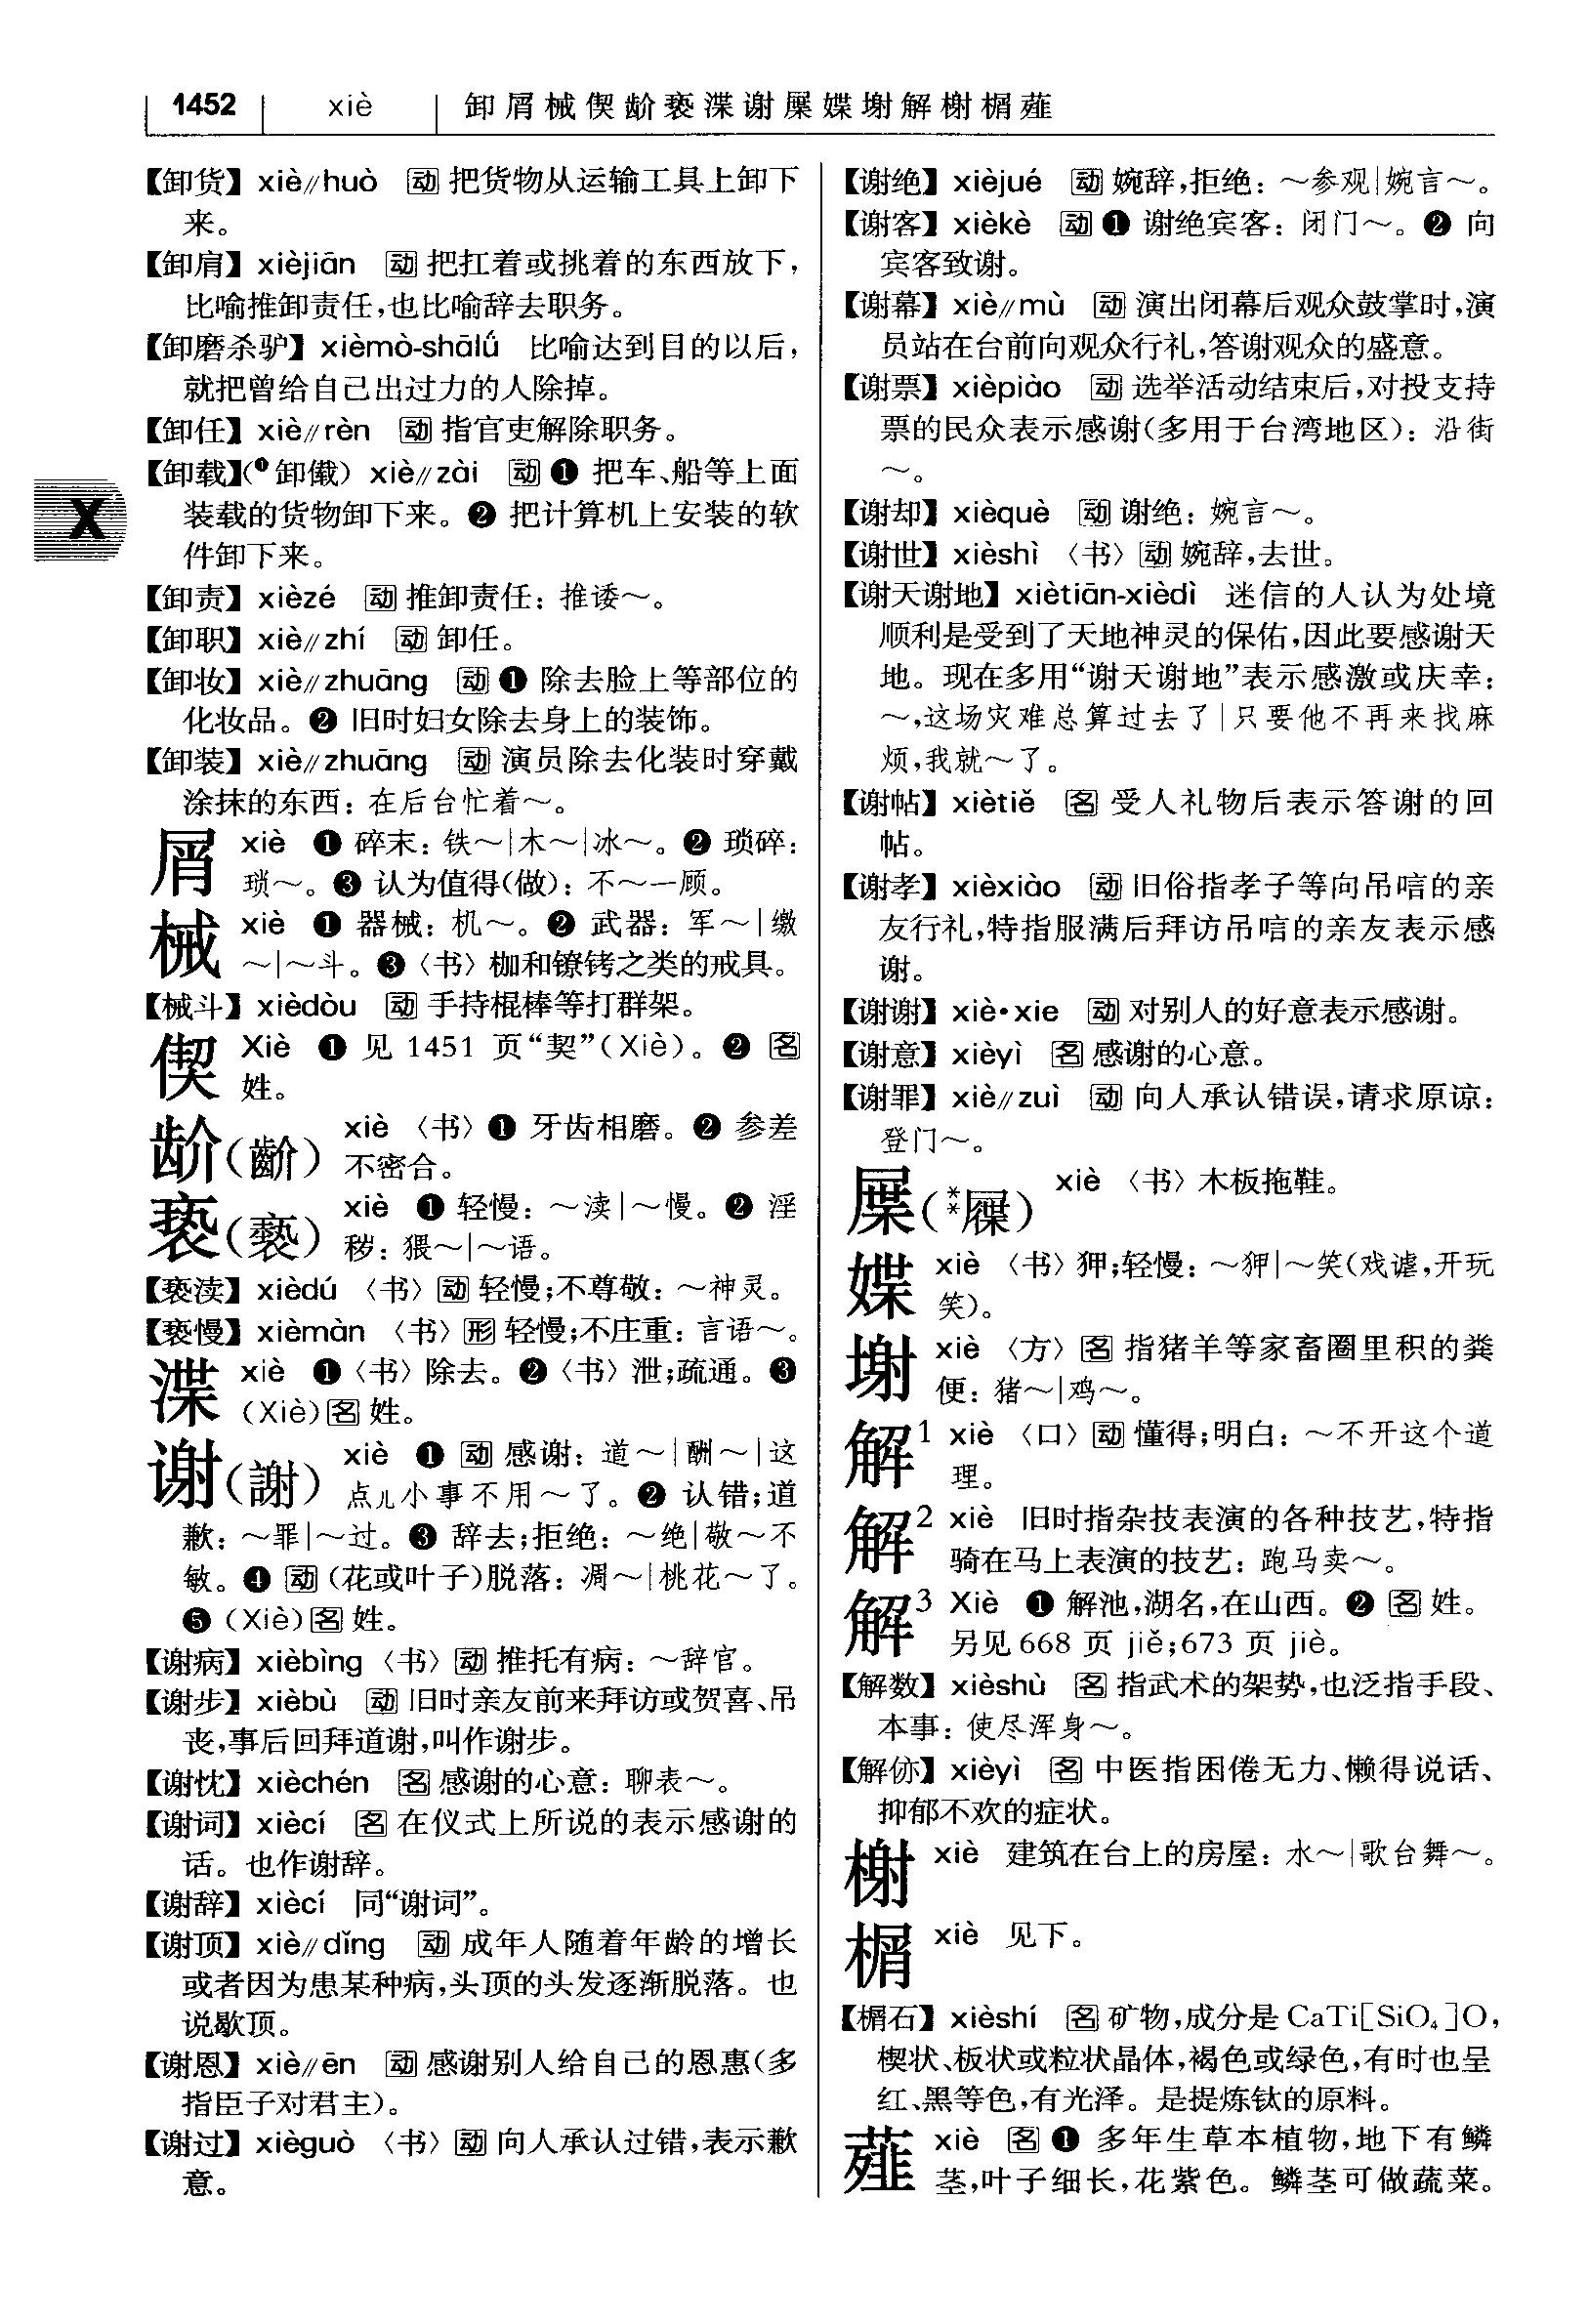 1452 xiè 卸屑械偰龄亵渫谢屟媟塮解榭榍薤
【卸货】xiè∥huò 动 把货物从运输工具上卸下
来。
【卸肩】xièjiān 动 把扛着或挑着的东西放下，
比喻推卸责任，也比喻辞去职务。
【卸磨杀驴】xièmò-shālǘ 比喻达到目的以后，
就把曾给自己出过力的人除掉。
【卸任】xiè∥rèn 动 指官吏解除职务。
【卸载】（❶卸儎）xiè∥zài 动 ❶ 把车、船等上面
装载的货物卸下来。❷ 把计算机上安装的软
件卸下来。
【卸责】xièzé 动 推卸责任：推诿～。
【卸职】xiè∥zhí 动 卸任。
【卸妆】xiè∥zhuāng 动 ❶ 除去脸上等部位的
化妆品。❷ 旧时妇女除去身上的装饰。
【卸装】xiè∥zhuāng 动 演员除去化装时穿戴
涂抹的东西：在后台忙着～。
屑 xiè ❶ 碎末：铁～|木～|冰～。❷ 琐碎：
琐～。❸ 认为值得（做）：不～一顾。
械 xiè ❶ 器械：机～。❷ 武器：军～|缴
～|～斗。❸〈书〉枷和镣铐之类的戒具。
【械斗】xièdòu 动 手持棍棒等打群架。
偰 Xiè ❶ 见 1451 页“契”（Xiè）。❷ 名
姓。
𬹼（齘） xiè 〈书〉❶ 牙齿相磨。❷ 参差
不密合。
亵（褻） xiè ❶ 轻慢：～渎|～慢。❷ 淫
秽：猥～|～语。
【亵渎】xièdú 〈书〉动 轻慢；不尊敬：～神灵。
【亵慢】xièmàn 〈书〉形 轻慢；不庄重：言语～。
渫 xiè ❶〈书〉除去。❷〈书〉泄；疏通。❸
（Xiè）名 姓。
谢（謝） xiè ❶ 动 感谢：道～|酬～|这
点儿小事不用～了。❷ 认错；道
歉：～罪|～过。❸ 辞去；拒绝：～绝|敬～不
敏。❹ 动（花或叶子）脱落：凋～|桃花～了。
❺（Xiè）名 姓。
【谢病】xièbìng 〈书〉动 推托有病：～辞官。
【谢步】xièbù 动 旧时亲友前来拜访或贺喜、吊
丧，事后回拜道谢，叫作谢步。
【谢忱】xièchén 名 感谢的心意：聊表～。
【谢词】xiècí 名 在仪式上所说的表示感谢的
话。也作谢辞。
【谢辞】xiècí 同“谢词”。
【谢顶】xiè∥dǐng 动 成年人随着年龄的增长
或者因为患某种病，头顶的头发逐渐脱落。也
说歇顶。
【谢恩】xiè∥ēn 动 感谢别人给自己的恩惠（多
指臣子对君主）。
【谢过】xièguò 〈书〉动 向人承认过错，表示歉
意。
【谢绝】xièjué 动 婉辞，拒绝：～参观|婉言～。
【谢客】xièkè 动 ❶ 谢绝宾客：闭门～。❷ 向
宾客致谢。
【谢幕】xiè∥mù 动 演出闭幕后观众鼓掌时，演
员站在台前向观众行礼，答谢观众的盛意。
【谢票】xièpiào 动 选举活动结束后，对投支持
票的民众表示感谢（多用于台湾地区）：沿街
～。
【谢却】xièquè 动 谢绝：婉言～。
【谢世】xièshì 〈书〉动 婉辞，去世。
【谢天谢地】xiètiān-xièdì 迷信的人认为处境
顺利是受到了天地神灵的保佑，因此要感谢天
地。现在多用“谢天谢地”表示感激或庆幸：
～，这场灾难总算过去了|只要他不再来找麻
烦，我就～了。
【谢帖】xiètiě 名 受人礼物后表示答谢的回
帖。
【谢孝】xièxiào 动 旧俗指孝子等向吊唁的亲
友行礼，特指服满后拜访吊唁的亲友表示感
谢。
【谢谢】xiè•xie 动 对别人的好意表示感谢。
【谢意】xièyì 名 感谢的心意。
【谢罪】xiè∥zuì 动 向人承认错误，请求原谅：
登门～。
屟（**屧） xiè 〈书〉木板拖鞋。
媟 xiè 〈书〉狎；轻慢：～狎|～笑（戏谑，开玩
笑）。
塮 xiè 〈方〉名 指猪羊等家畜圈里积的粪
便：猪～|鸡～。
解1 xiè 〈口〉动 懂得；明白：～不开这个道
理。
解2 xiè 旧时指杂技表演的各种技艺，特指
骑在马上表演的技艺：跑马卖～。
解3 Xiè ❶ 解池，湖名，在山西。❷ 名 姓。
另见 668 页 jiě；673 页 jiè。
【解数】xièshù 名 指武术的架势，也泛指手段、
本事：使尽浑身～。
【解㑊】xièyì 名 中医指困倦无力、懒得说话、
抑郁不欢的症状。
榭 xiè 建筑在台上的房屋：水～|歌台舞～。
榍 xiè 见下。
【榍石】xièshí 名 矿物，成分是 CaTi[SiO₄]O，
楔状、板状或粒状晶体，褐色或绿色，有时也呈
红、黑等色，有光泽。是提炼钛的原料。
薤 xiè 名 ❶ 多年生草本植物，地下有鳞
茎，叶子细长，花紫色。鳞茎可做蔬菜。
X